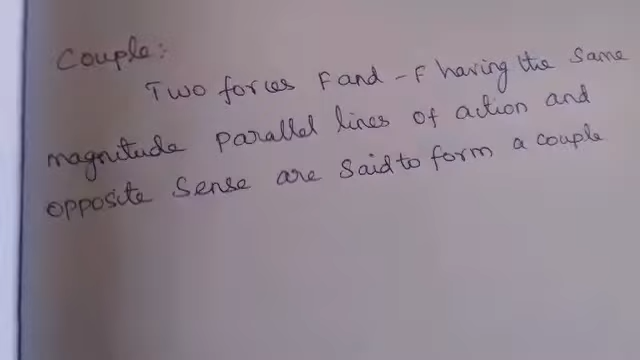 Couple:
Two forces F and -F having the same
magnitude parallel lines of action and
opposite sense are said to form a couple